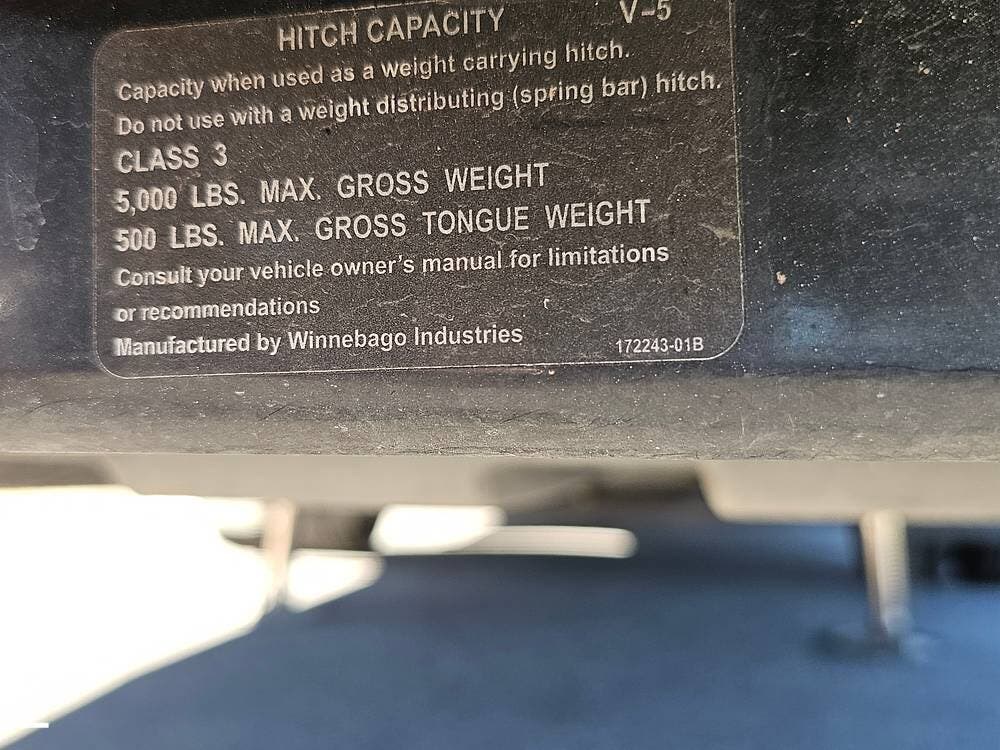 HITCH CAPACITY V-5
Capacity when used as a weight carrying hitch.
Do not use with a weight distributing (spring bar) hitch.
CLASS 3
5,000 LBS. MAX. GROSS WEIGHT
500 LBS. MAX. GROSS TONGUE WEIGHT
Consult your vehicle owner's manual for limitations
or recommendations
Manufactured by Winnebago Industries 172243-01B